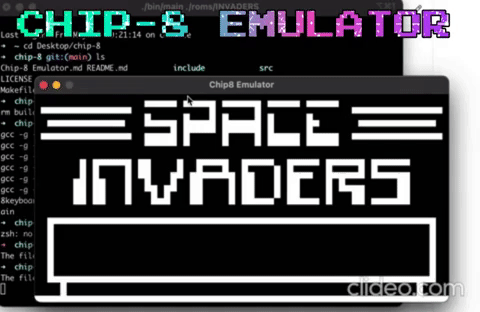 /bin/main ./roms/INVADERS
CHIP-8 EMULATOR
~ cd Desktop/chip-8
chip-8 git:(main) ls
Chip-8 Emulator.md README.md include src
LICENSE
Makefile
Chip8 Emulator
chip
rm buil
chip
gcc -g
gcc -g
gcc -g
gcc -g
gcc -g
8keyboa
ain
chip
zsh: no
chip
The fil
chip
The fil
SPACE
INVADERS
clideo.com